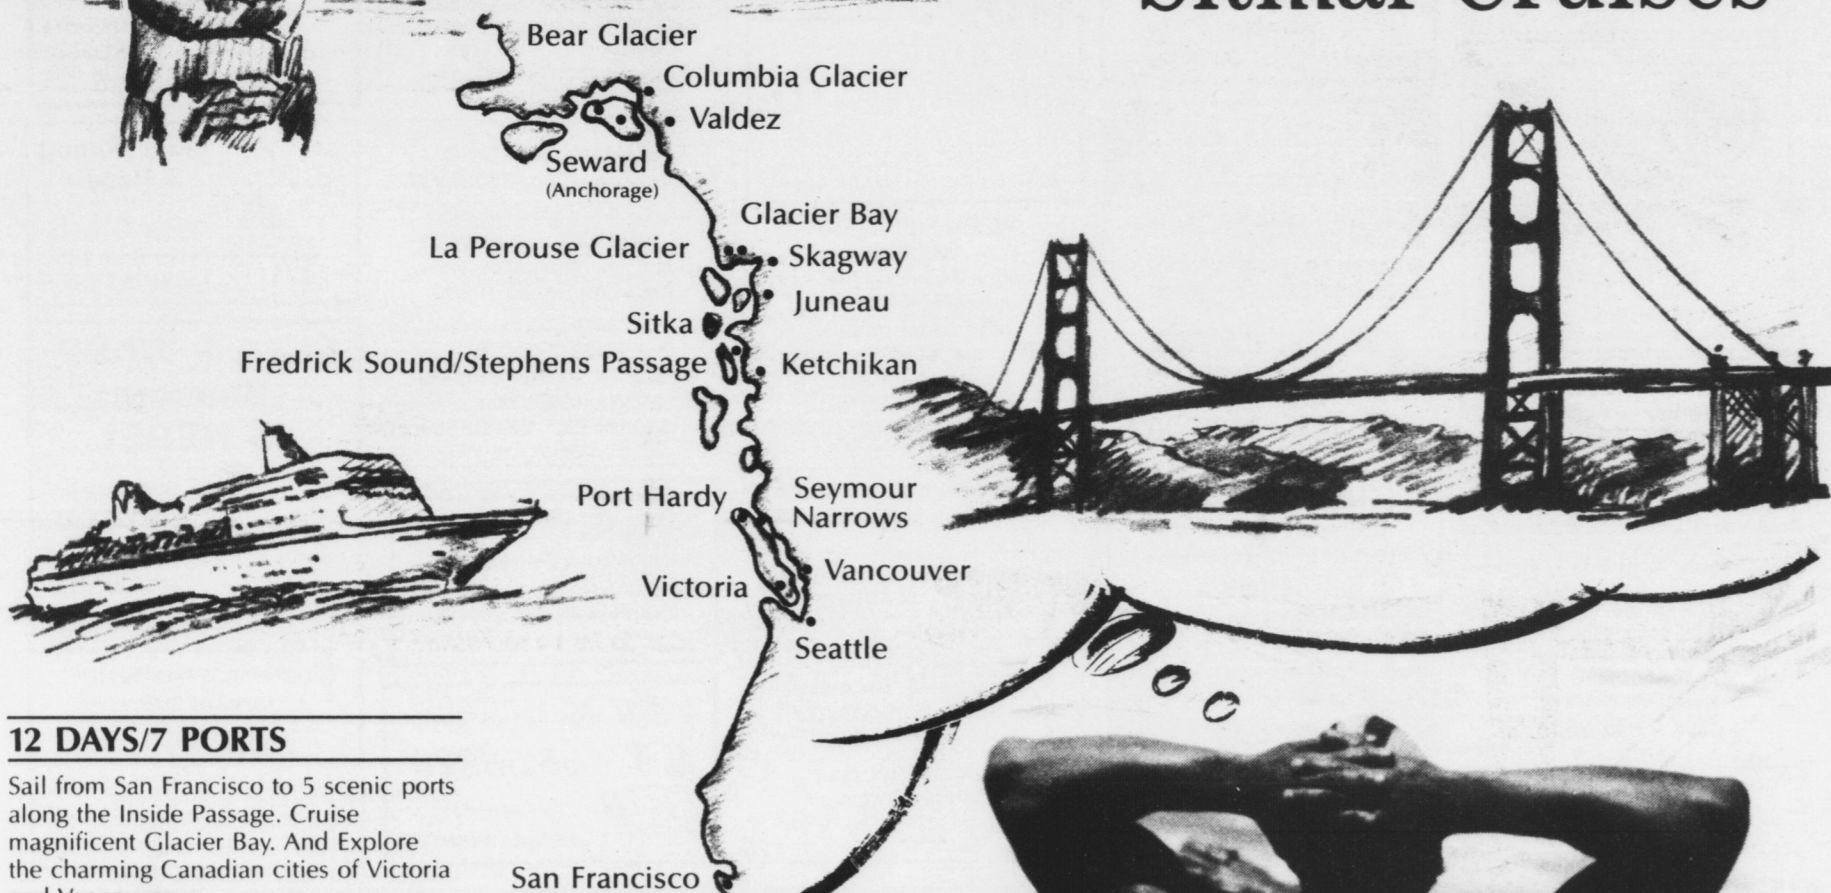 Sitmar Cruises
Bear Glacier
Columbia Glacier
Valdez
Seward
(Anchorage)
Glacier Bay
La Perouse Glacier
Skagway
Juneau
Sitka
Fredrick Sound/Stephens Passage
Ketchikan
Port Hardy
Seymour
Narrows
Vancouver
Victoria
Seattle
12 DAYS/7 PORTS
Sail from San Francisco to 5 scenic ports
along the Inside Passage. Cruise
magnificent Glacier Bay. And Explore
the charming Canadian cities of Victoria
San Francisco